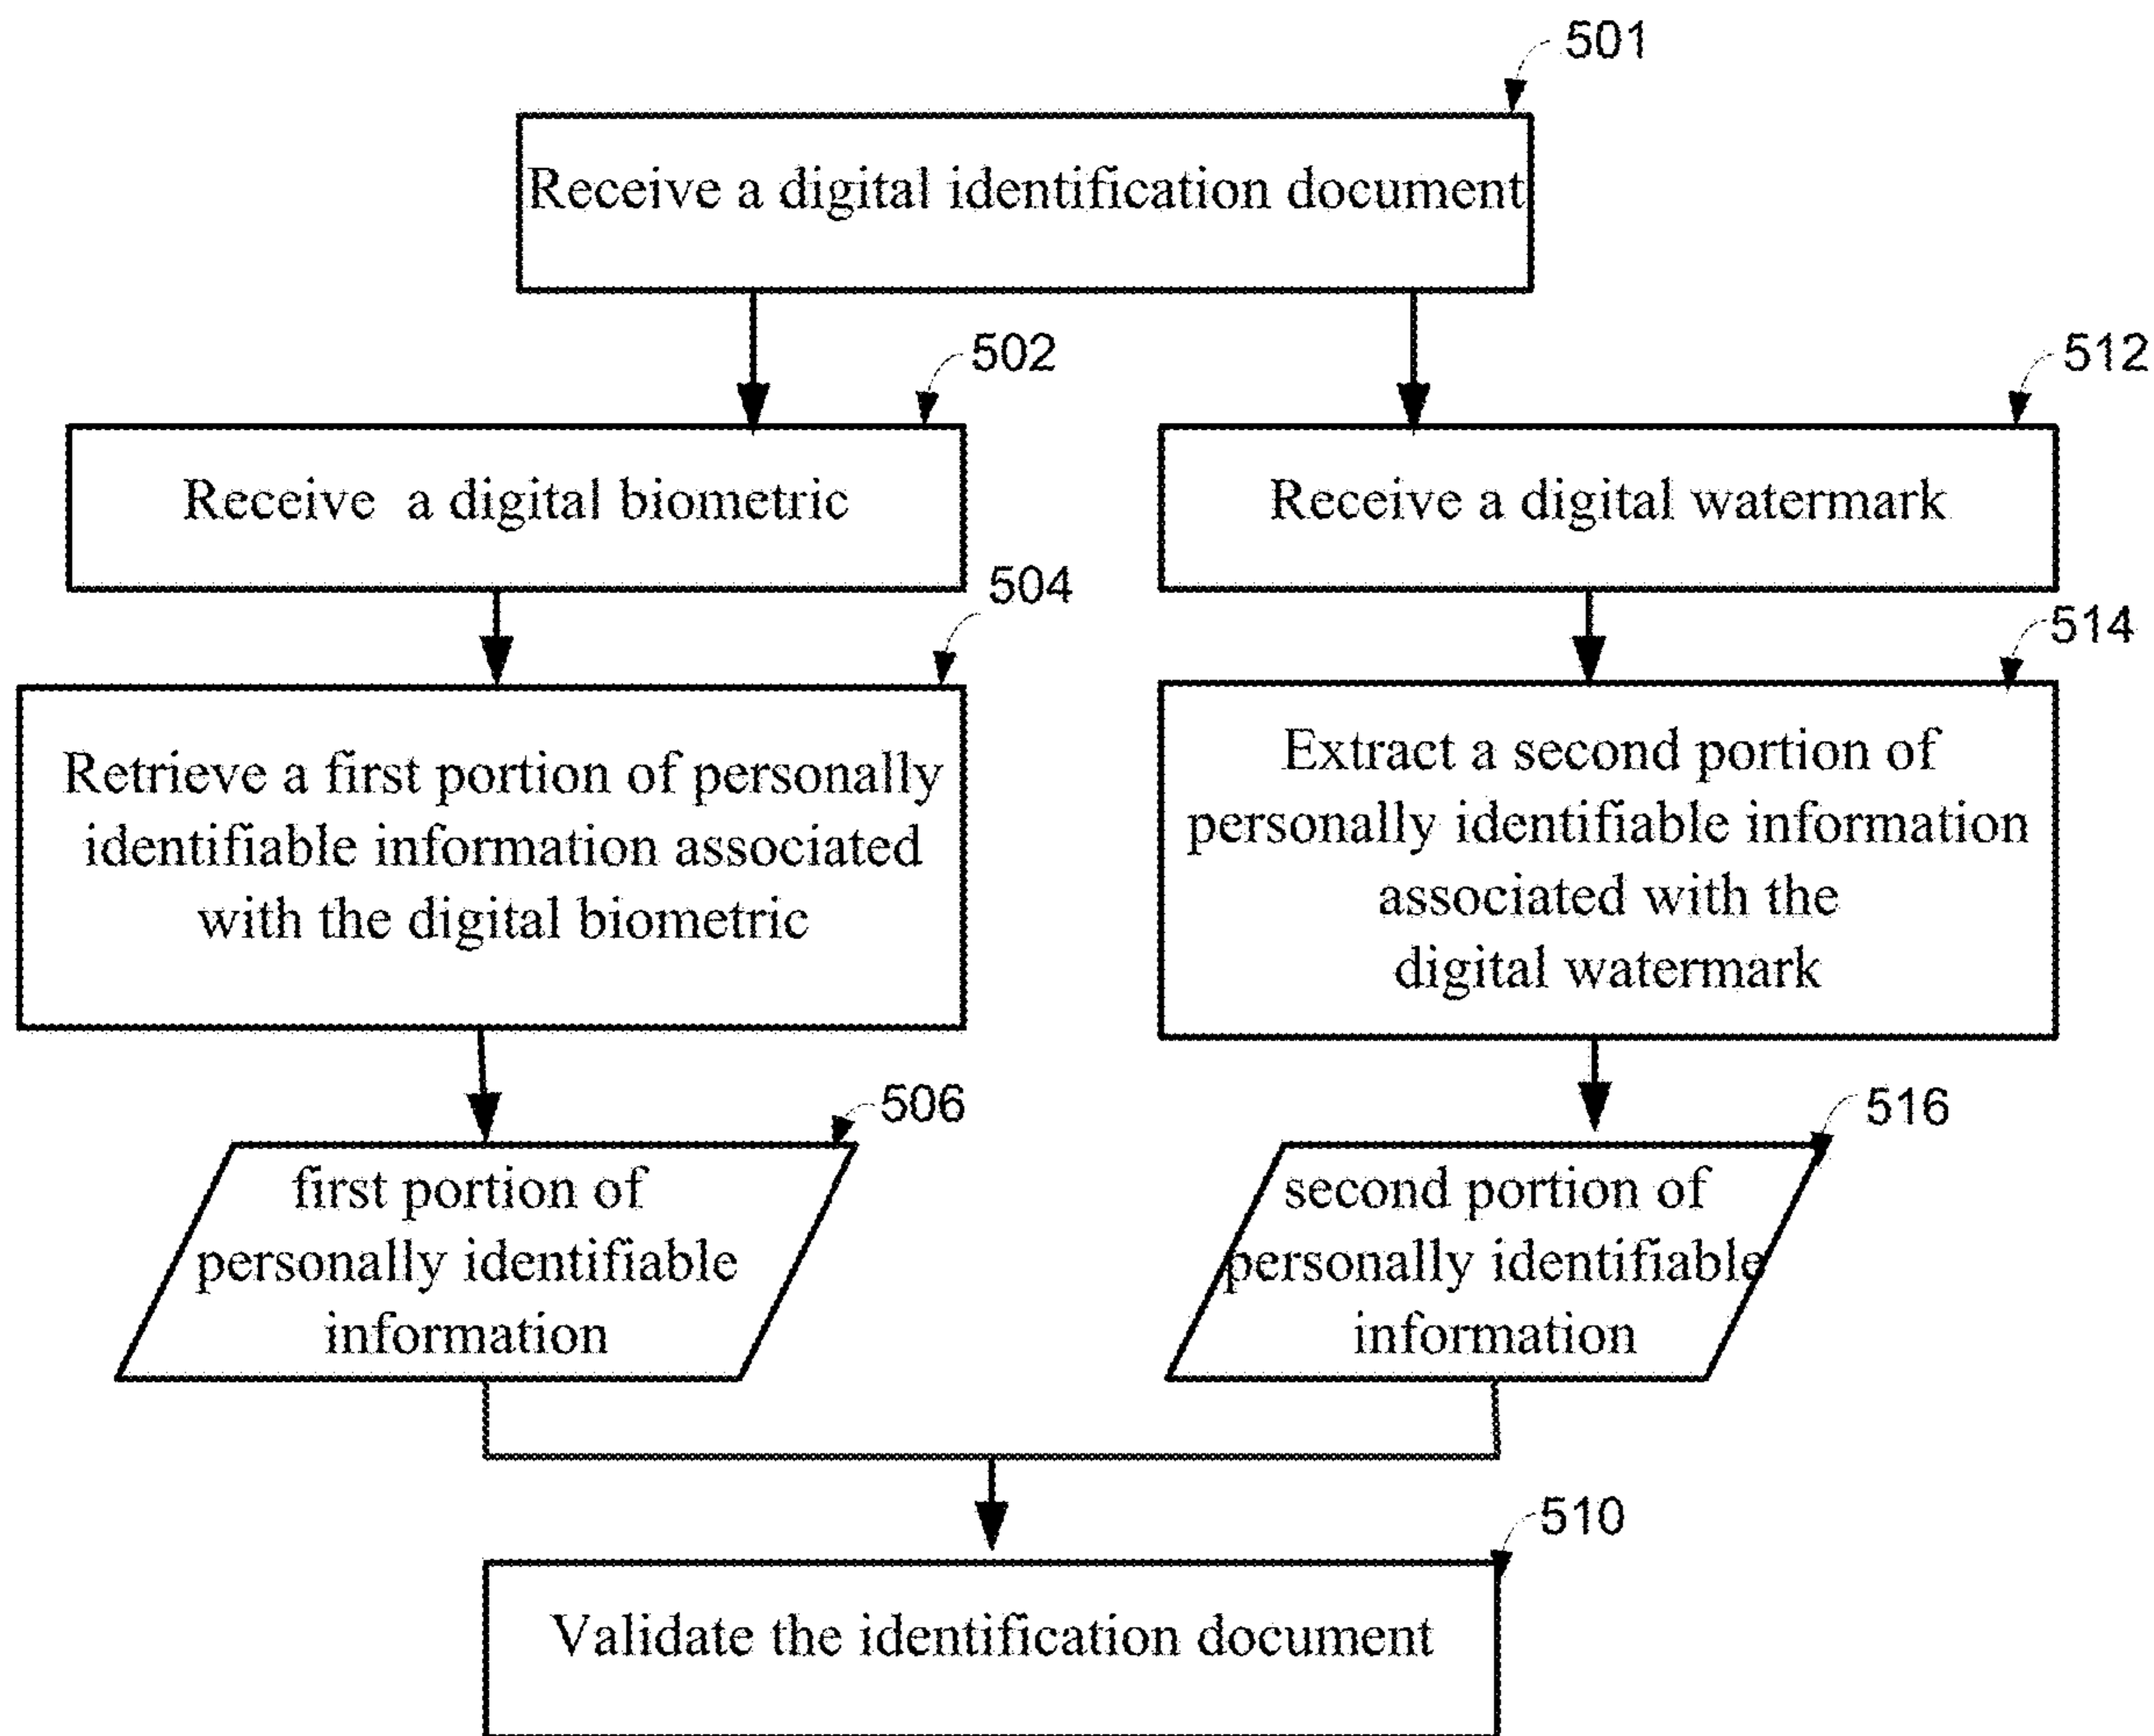 501
Receive a digital identification document
502
512
Receive a digital biometric
Receive a digital watermark
504
514
Retrieve a first portion of personally
identifiable information associated
with the digital biometric
Extract a second portion of
personally identifiable information
associated with the
digital watermark
506
516
first portion of
personally identifiable
information
second portion of
personally identifiable
information
510
Validate the identification document